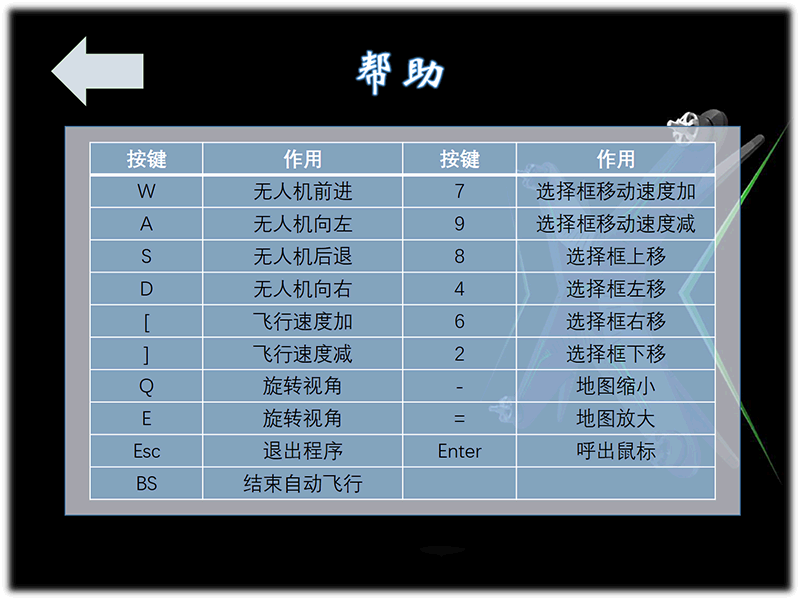 帮助
按键 作用 按键 作用
W 无人机前进 7 选择框移动速度加
A 无人机向左 9 选择框移动速度减
S 无人机后退 8 选择框上移
D 无人机向右 4 选择框左移
[ 飞行速度加 6 选择框右移
] 飞行速度减 2 选择框下移
Q 旋转视角 - 地图缩小
E 旋转视角 = 地图放大
Esc 退出程序 Enter 呼出鼠标
BS 结束自动飞行